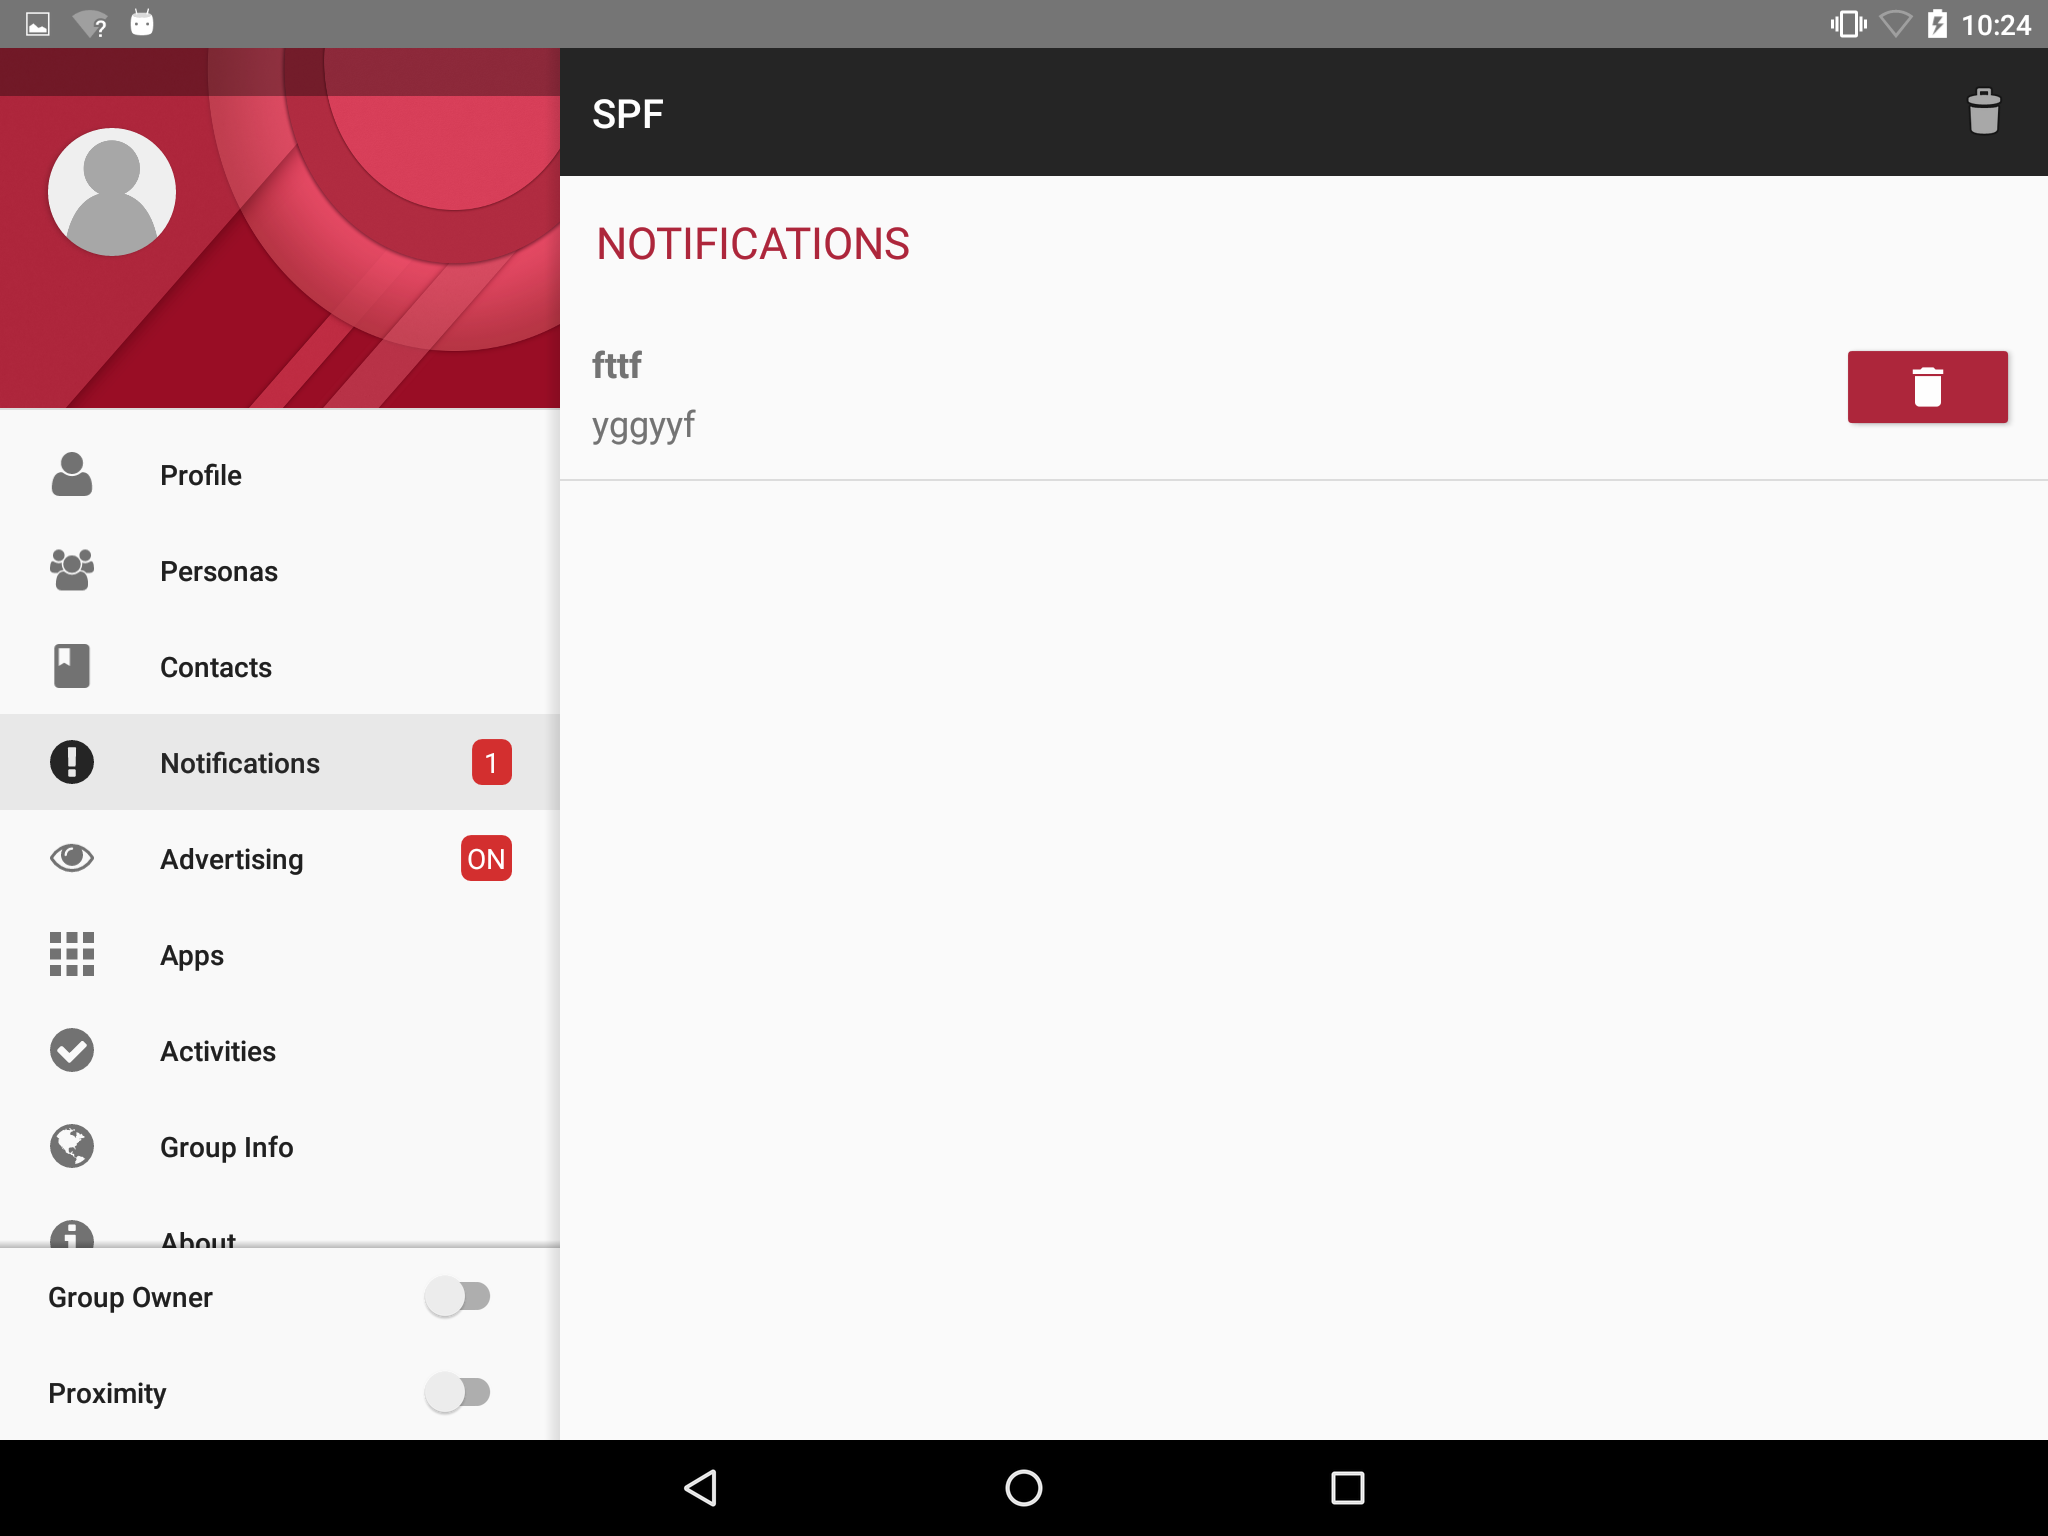 10:24
SPF
NOTIFICATIONS
fttf
yggyyf
Profile
Personas
Contacts
Notifications 1
Advertising ON
Apps
Activities
Group Info
About
Group Owner
Proximity